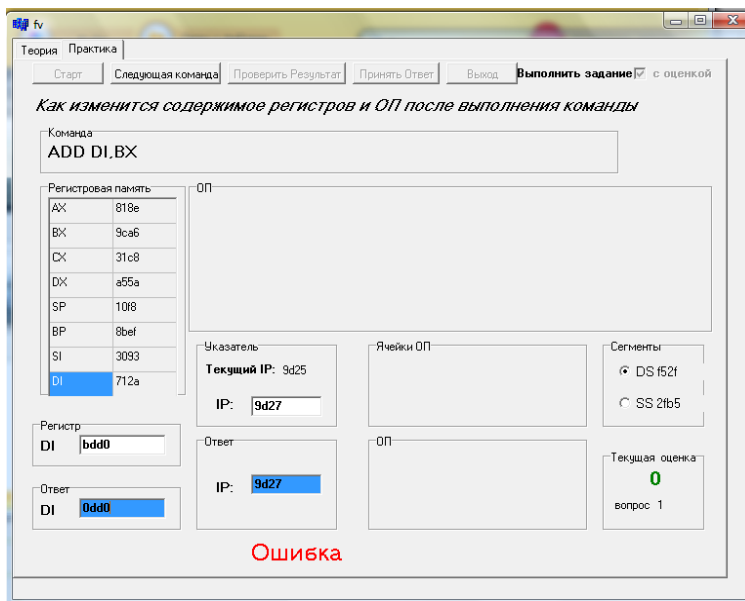 fv
Теория Практика
Старт Следующая команда Проверить Результат Принять Ответ Выход Выполнить задание с оценкой
Как изменится содержимое регистров и ОП после выполнения команды
Команда
ADD DI,BX
Регистровая память ОП
AX 818e
BX 9ca6
CX 31c8
DX a55a
SP 10f8
BP 8bef
SI 3093
DI 712a
Указатель Ячейки ОП Сегменты
Текущий IP: 9d25 DS f52f
IP: 9d27 SS 2fb5
Регистр Ответ ОП
DI bdd0
Текущая оценка
0
Ответ IP: 9d27
DI 0dd0 вопрос 1
Ошибка